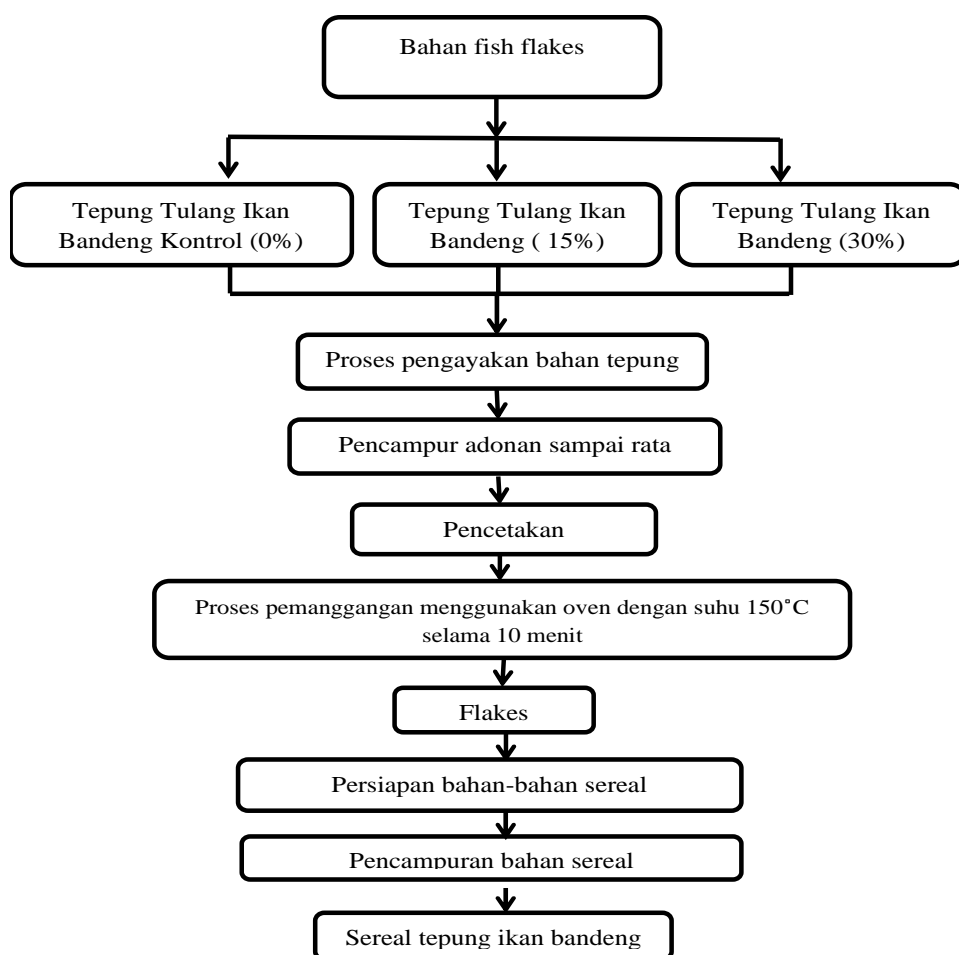 Bahan fish flakes
Tepung Tulang Ikan
Bandeng Kontrol (0%)
Tepung Tulang Ikan
Bandeng ( 15%)
Tepung Tulang Ikan
Bandeng (30%)
Proses pengayakan bahan tepung
Pencampur adonan sampai rata
Pencetakan
Proses pemanggangan menggunakan oven dengan suhu 150˚C
selama 10 menit
Flakes
Persiapan bahan-bahan sereal
Pencampuran bahan sereal
Sereal tepung ikan bandeng